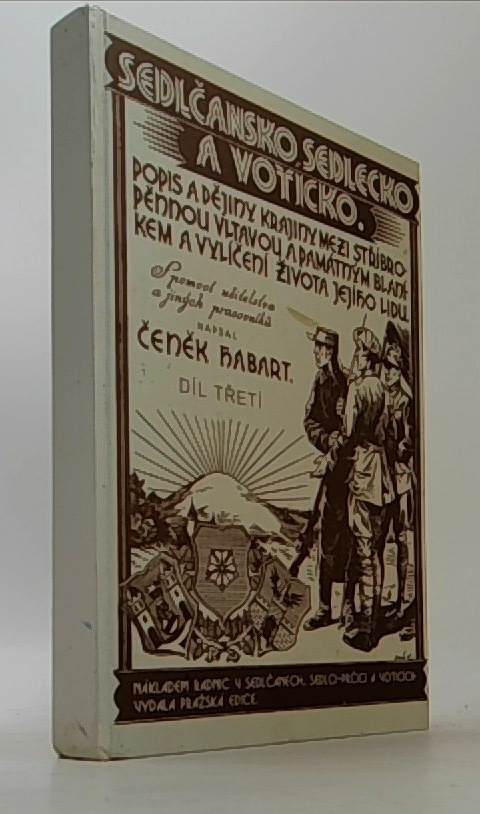 SEDLČANSKO, SEDLECKO
A VOTICKO.
POPIS A DĚJINY KRAJINY MEZI STŘÍBRO-
PĚNNOU VLTAVOU A PAMÁTNÝM BLANÍ-
KEM A VYLÍČENÍ ŽIVOTA JEJÍHO LIDU.
S pomocí učitelstva
a jiných pracovníků
NAPSAL
ČENĚK HABART.
DÍL TŘETÍ
NÁKLADEM RADNIC V SEDLČANECH, SEDLCI-PRČICI A VOTICÍCH
VYDALA PRAŽSKÁ EDICE.